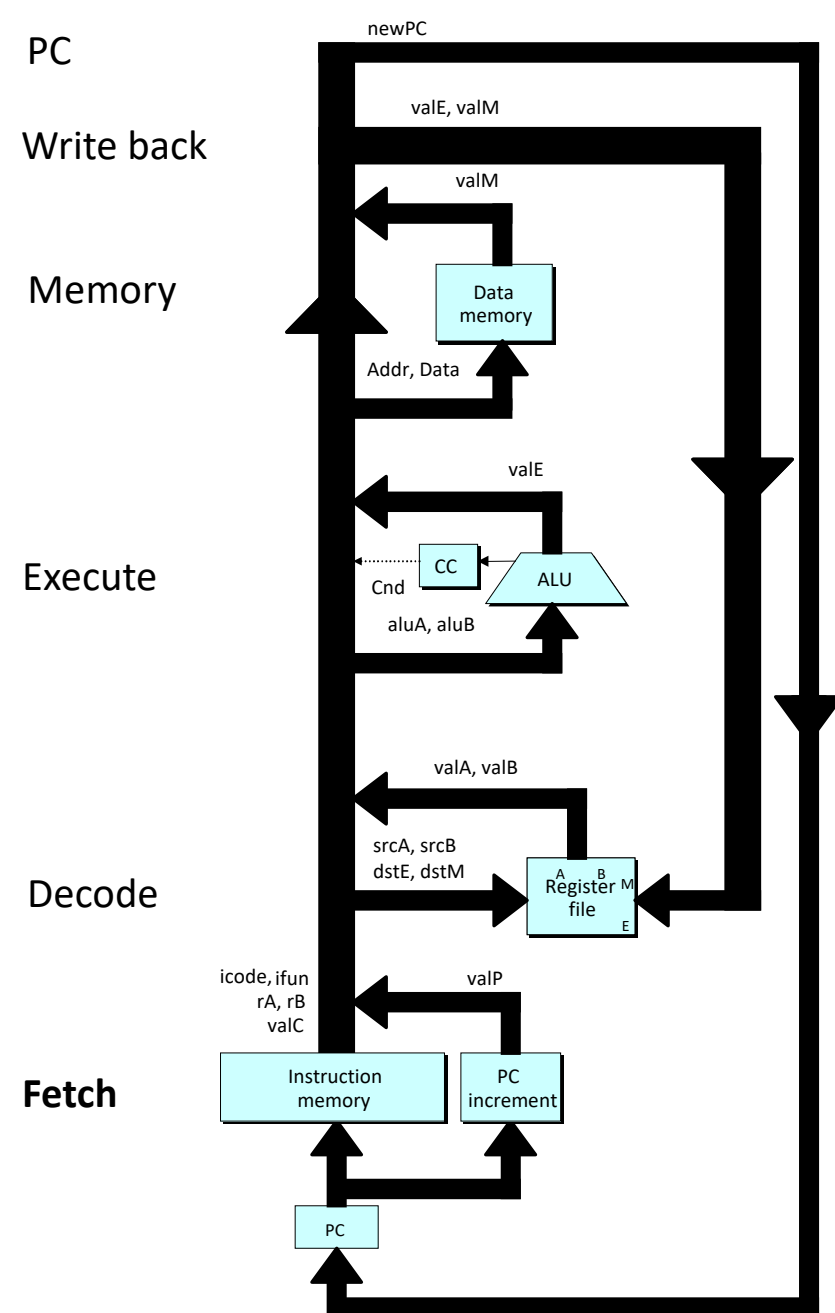 newPC
PC
valE, valM
Write back
valM
Memory
Data
memory
Addr, Data
valE
Execute
CC
ALU
Cnd
aluA, aluB
valA, valB
srcA, srcB
dstE, dstM
Decode
A B
Register M
file
E
icode, ifun
rA, rB
valC
valP
Fetch
Instruction
memory
PC
increment
PC